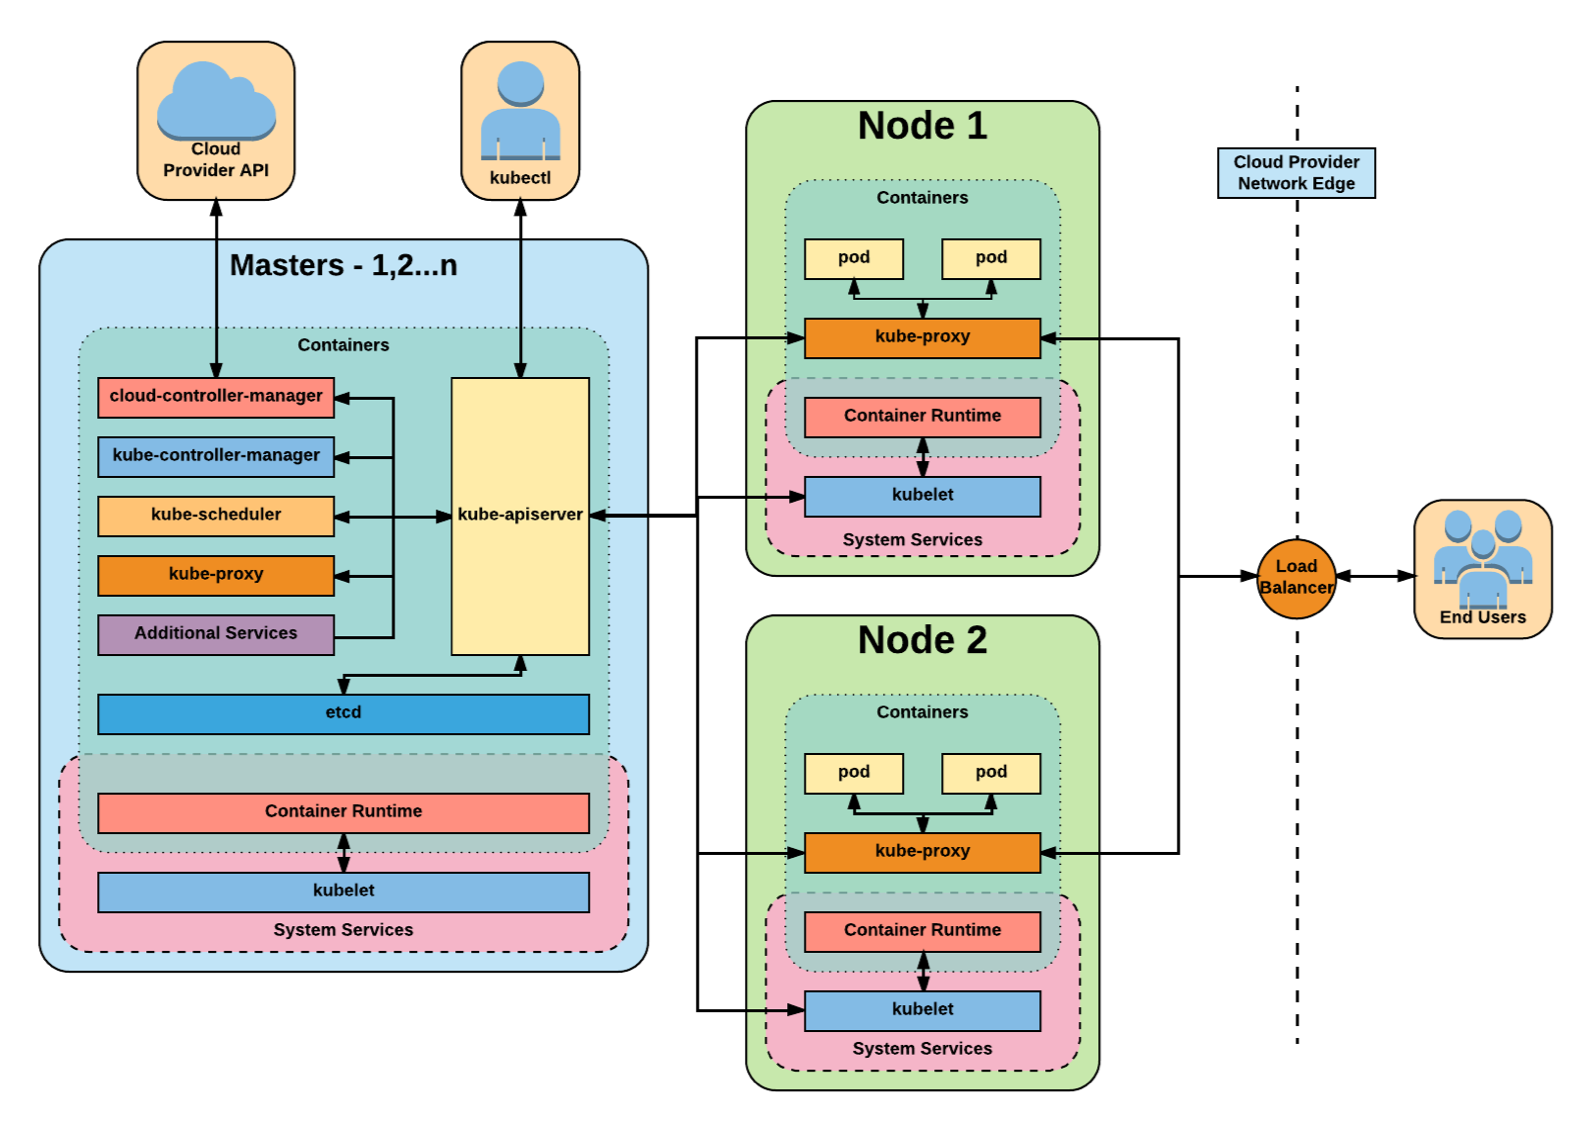 Cloud
Provider API
kubectl
Masters - 1,2...n
Containers
cloud-controller-manager
kube-controller-manager
kube-scheduler
kube-proxy
Additional Services
kube-apiserver
etcd
Container Runtime
kubelet
System Services
Node 1
Containers
pod
pod
kube-proxy
Container Runtime
kubelet
System Services
Node 2
Containers
pod
pod
kube-proxy
Container Runtime
kubelet
System Services
Cloud Provider
Network Edge
Load
Balancer
End Users